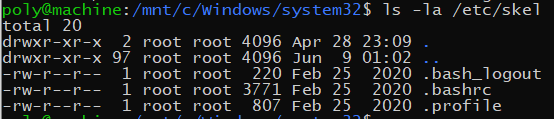 poly@machine:/mnt/c/Windows/system32$ ls -la /etc/skel
total 20
drwxr-xr-x  2 root root 4096 Apr 28 23:09 .
drwxr-xr-x 97 root root 4096 Jun  9 01:02 ..
-rw-r--r--  1 root root  220 Feb 25  2020 .bash_logout
-rw-r--r--  1 root root 3771 Feb 25  2020 .bashrc
-rw-r--r--  1 root root  807 Feb 25  2020 .profile